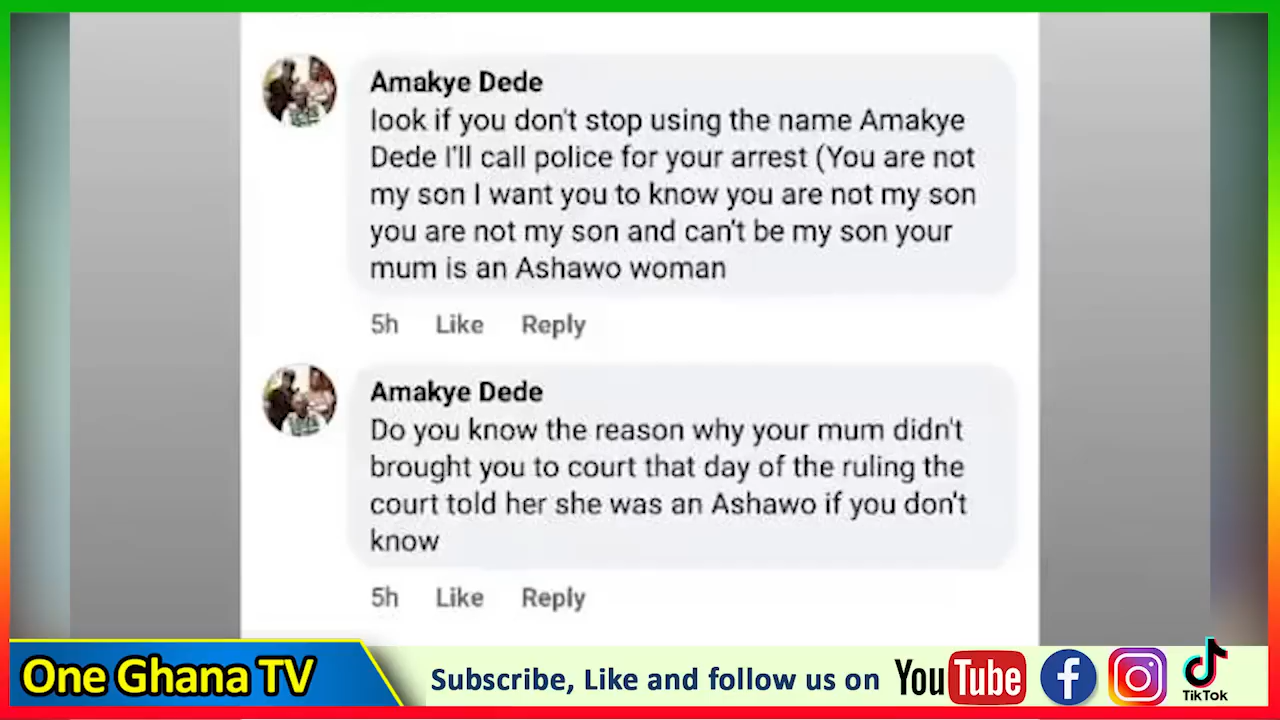 Amakye Dede
look if you don't stop using the name Amakye
Dede I'll call police for your arrest (You are not
my son I want you to know you are not my son
you are not my son and can't be my son your
mum is an Ashawo woman
5h Like Reply
Amakye Dede
Do you know the reason why your mum didn't
brought you to court that day of the ruling the
court told her she was an Ashawo if you don't
know
5h Like Reply
One Ghana TV
Subscribe, Like and follow us on YouTube
TikTok